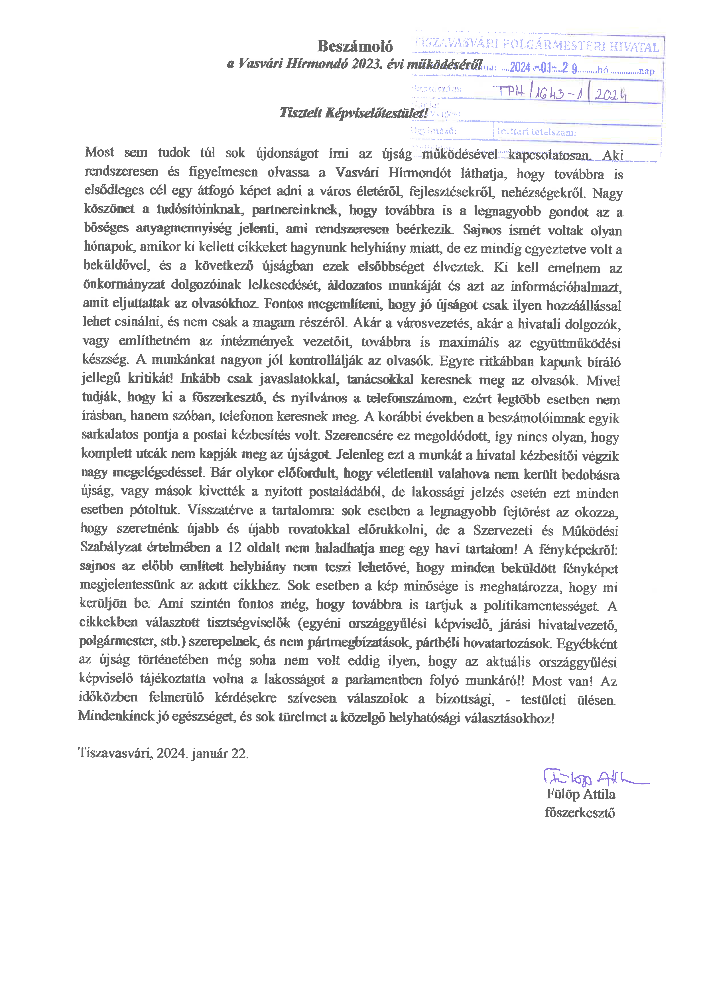 Beszámoló
a Vasvári Hírmondó 2023. évi működéséről
TISZAVASVÁRI POLGÁRMESTERI HIVATAL
2024 -01- 29 hó nap
TPH/1643-1/2024
Ügyintéző: Irattári tételszám:
Tisztelt Képviselőtestület!
Most sem tudok túl sok újdonságot írni az újság működésével kapcsolatosan. Aki
rendszeresen és figyelmesen olvassa a Vasvári Hírmondót láthatja, hogy továbbra is
elsődleges cél egy átfogó képet adni a város életéről, fejlesztésekről, nehézségekről. Nagy
köszönet a tudósítóinknak, partnereinknek, hogy továbbra is a legnagyobb gondot az a
bőséges anyagmennyiség jelenti, ami rendszeresen beérkezik. Sajnos ismét voltak olyan
hónapok, amikor ki kellett cikkeket hagynunk helyhiány miatt, de ez mindig egyeztetve volt a
beküldővel, és a következő újságban ezek elsőbbséget élveztek. Ki kell emelnem az
önkormányzat dolgozóinak lelkesedését, áldozatos munkáját és azt az információhalmazt,
amit eljuttattak az olvasókhoz. Fontos megemlíteni, hogy jó újságot csak ilyen hozzáállással
lehet csinálni, és nem csak a magam részéről. Akár a városvezetés, akár a hivatali dolgozók,
vagy említhetném az intézmények vezetőit, továbbra is maximális az együttműködési
készség. A munkánkat nagyon jól kontrollálják az olvasók. Egyre ritkábban kapunk bíráló
jellegű kritikát! Inkább csak javaslatokkal, tanácsokkal keresnek meg az olvasók. Mivel
tudják, hogy ki a főszerkesztő, és nyilvános a telefonszámom, ezért legtöbb esetben nem
írásban, hanem szóban, telefonon keresnek meg. A korábbi években a beszámolóimnak egyik
sarkalatos pontja a postai kézbesítés volt. Szerencsére ez megoldódott, így nincs olyan, hogy
komplett utcák nem kapják meg az újságot. Jelenleg ezt a munkát a hivatal kézbesítői végzik
nagy megelégedéssel. Bár olykor előfordult, hogy véletlenül valahova nem került bedobásra
újság, vagy mások kivették a nyitott postaládából, de lakossági jelzés esetén ezt minden
esetben pótoltuk. Visszatérve a tartalomra: sok esetben a legnagyobb fejtörést az okozza,
hogy szeretnénk újabb és újabb rovatokkal előrukkolni, de a Szervezeti és Működési
Szabályzat értelmében a 12 oldalt nem haladhatja meg egy havi tartalom! A fényképekről:
sajnos az előbb említett helyhiány nem teszi lehetővé, hogy minden beküldött fényképet
megjelentessünk az adott cikkhez. Sok esetben a kép minősége is meghatározza, hogy mi
kerüljön be. Ami szintén fontos még, hogy továbbra is tartjuk a politikamentességet. A
cikkekben választott tisztségviselők (egyéni országgyűlési képviselő, járási hivatalvezető,
polgármester, stb.) szerepelnek, és nem pártmegbízatások, pártbéli hovatartozások. Egyébként
az újság történetében még soha nem volt eddig ilyen, hogy az aktuális országgyűlési
képviselő tájékoztatta volna a lakosságot a parlamentben folyó munkáról! Most van! Az
időközben felmerülő kérdésekre szívesen válaszolok a bizottsági, - testületi ülésen.
Mindenkinek jó egészséget, és sok türelmet a közelgő helyhatósági választásokhoz!
Tiszavasvári, 2024. január 22.
Fülöp Att
Fülöp Attila
főszerkesztő